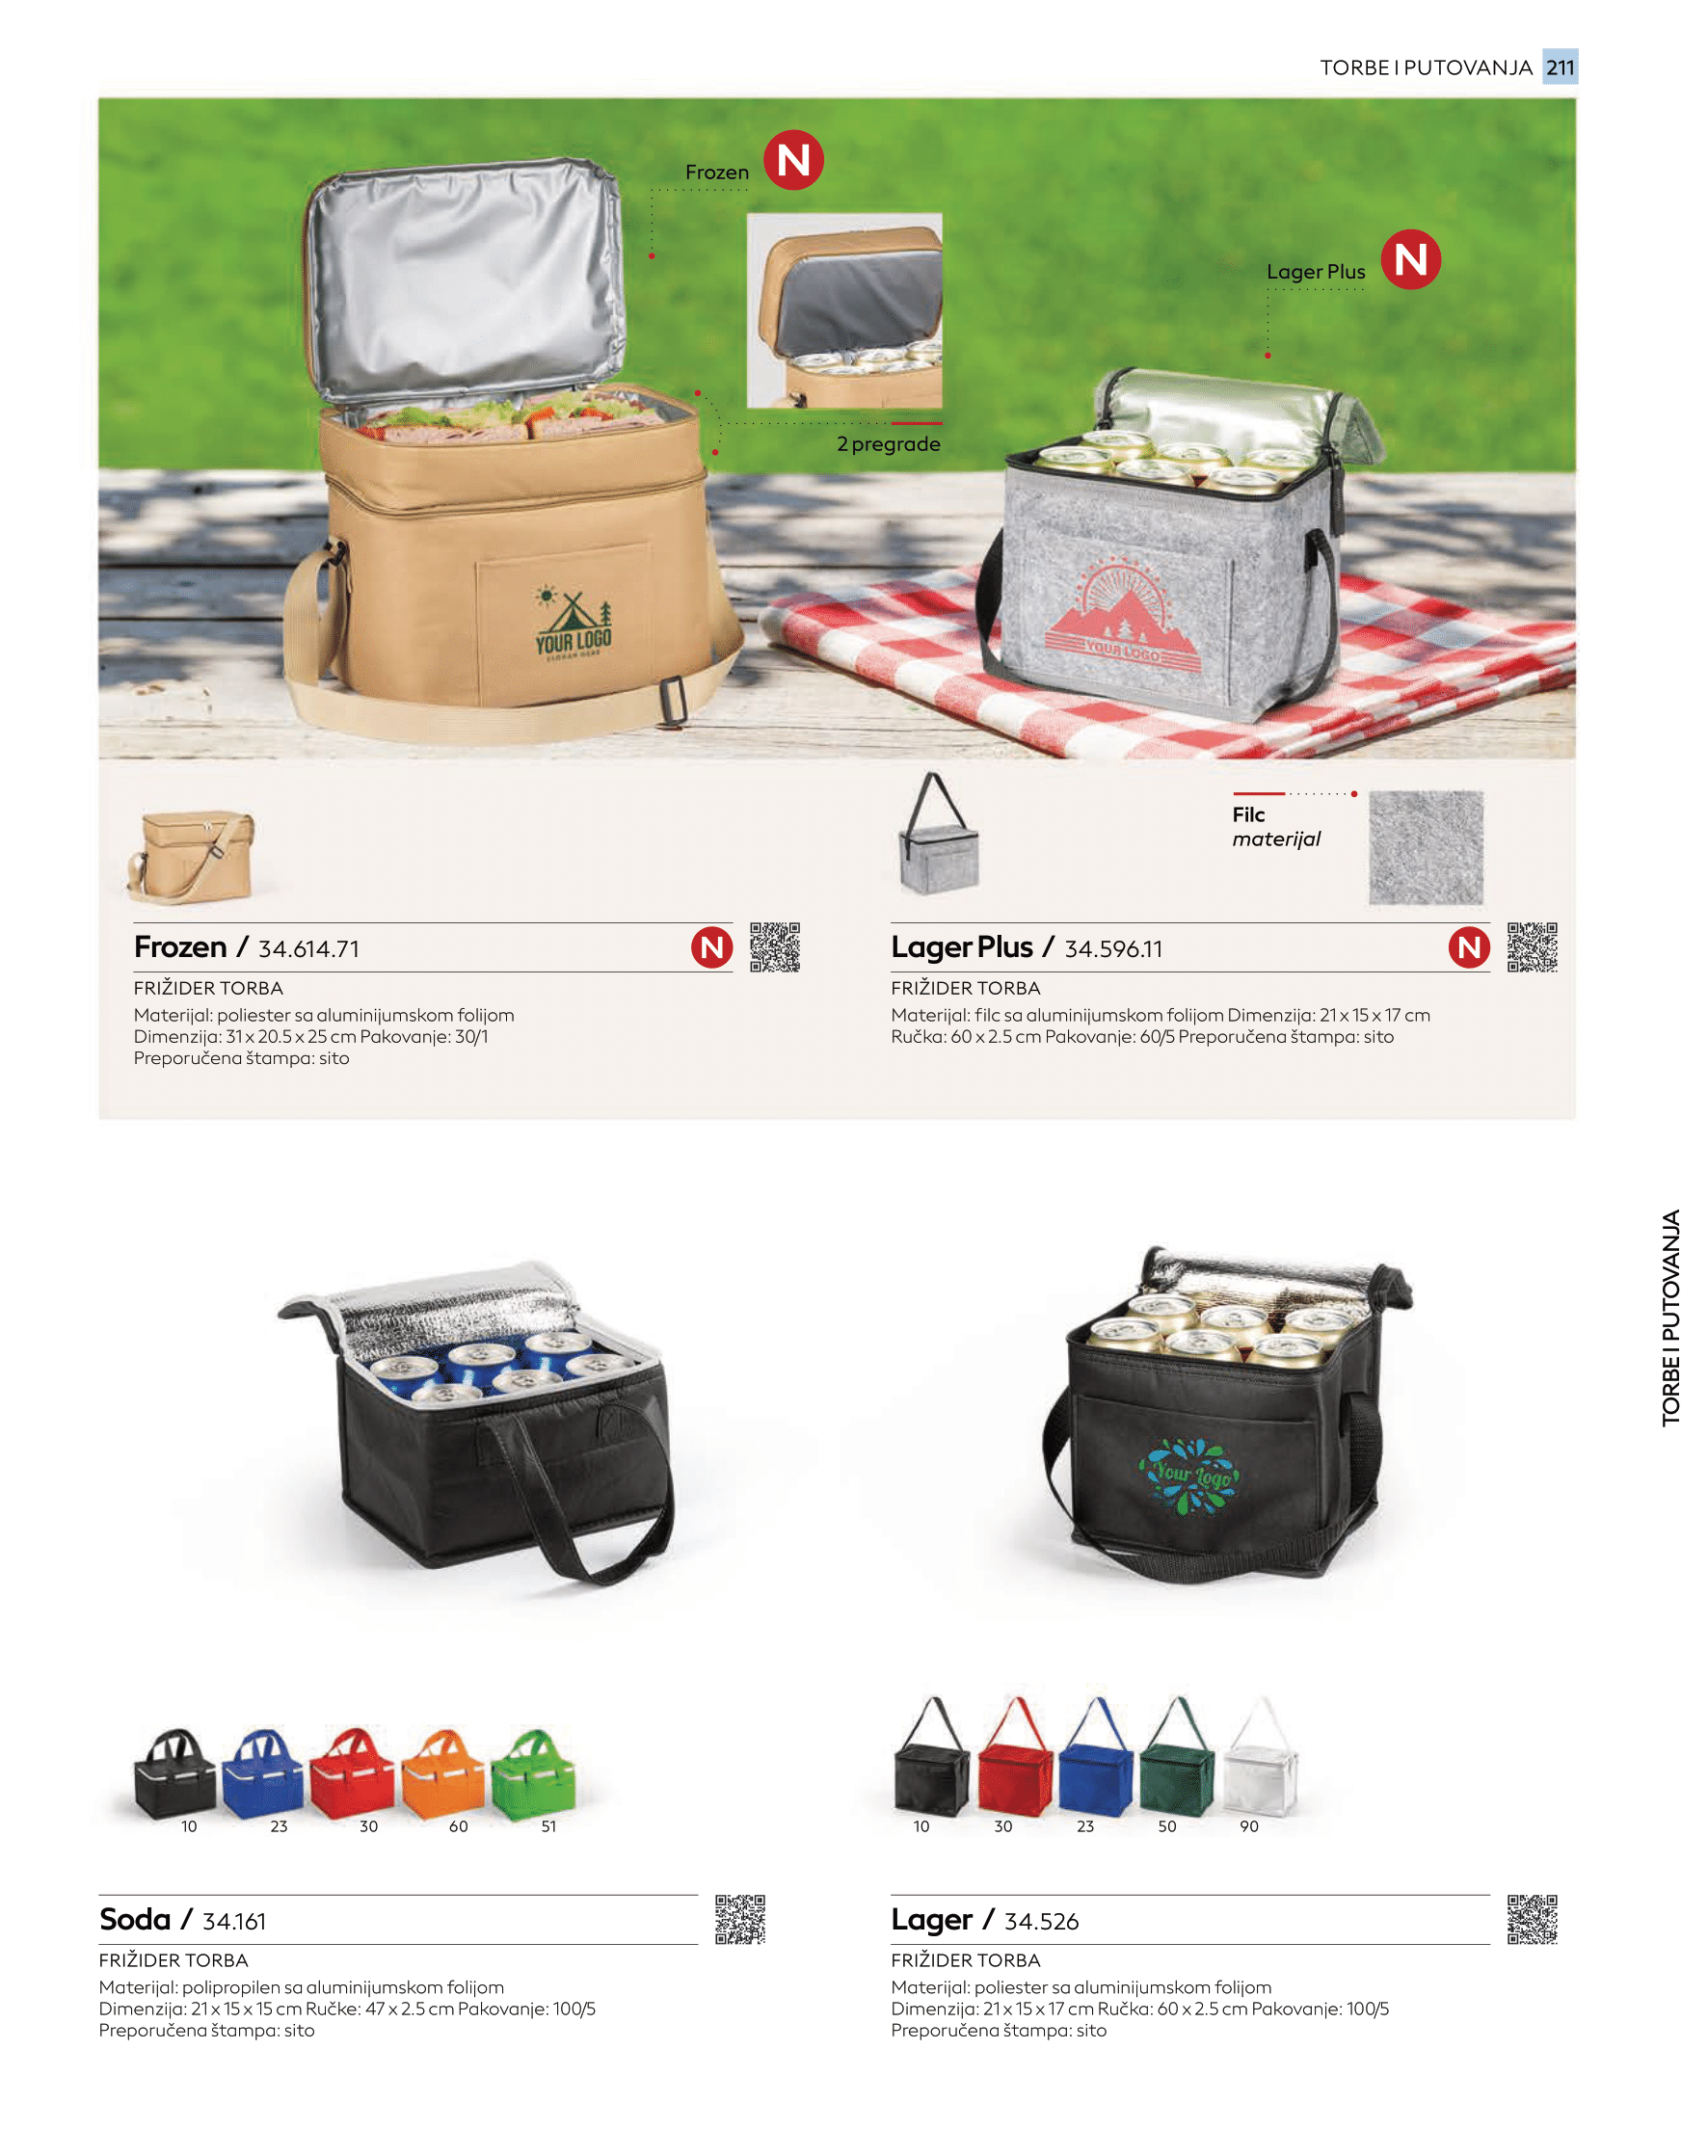 TORBE I PUTOVANJA 211
Frozen N
Lager Plus N
2 pregrade
YOUR LOGO
SLOGAN HERE
YOUR LOGO
Filc
materijal
Frozen / 34.614.71 N
FRIŽIDER TORBA
Materijal: poliester sa aluminijumskom folijom
Dimenzija: 31 x 20.5 x 25 cm Pakovanje: 30/1
Preporučena štampa: sito
Lager Plus / 34.596.11 N
FRIŽIDER TORBA
Materijal: filc sa aluminijumskom folijom Dimenzija: 21 x 15 x 17 cm
Ručka: 60 x 2.5 cm Pakovanje: 60/5 Preporučena štampa: sito
TORBE I PUTOVANJA
Your Logo
10 23 30 60 51
10 30 23 50 90
Soda / 34.161
FRIŽIDER TORBA
Materijal: polipropilen sa aluminijumskom folijom
Dimenzija: 21 x 15 x 15 cm Ručke: 47 x 2.5 cm Pakovanje: 100/5
Preporučena štampa: sito
Lager / 34.526
FRIŽIDER TORBA
Materijal: poliester sa aluminijumskom folijom
Dimenzija: 21 x 15 x 17 cm Ručka: 60 x 2.5 cm Pakovanje: 100/5
Preporučena štampa: sito